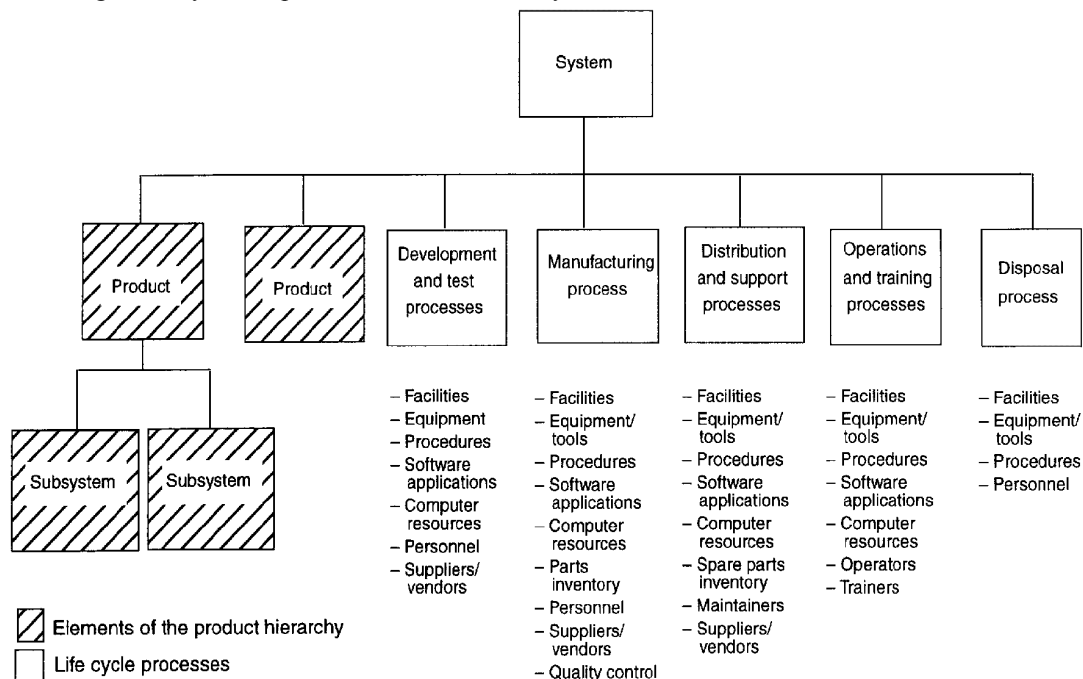 System
Product
Product
Development
and test
processes
Manufacturing
process
Distribution
and support
processes
Operations
and training
processes
Disposal
process
Subsystem
Subsystem
– Facilities
– Equipment
– Procedures
– Software
applications
– Computer
resources
– Personnel
– Suppliers/
vendors
– Facilities
– Equipment/
tools
– Procedures
– Software
applications
– Computer
resources
– Parts
inventory
– Personnel
– Suppliers/
vendors
– Quality control
– Facilities
– Equipment/
tools
– Procedures
– Software
applications
– Computer
resources
– Spare parts
inventory
– Maintainers
– Suppliers/
vendors
– Facilities
– Equipment/
tools
– Procedures
– Software
applications
– Computer
resources
– Operators
– Trainers
– Facilities
– Equipment/
tools
– Procedures
– Personnel
Elements of the product hierarchy
Life cycle processes